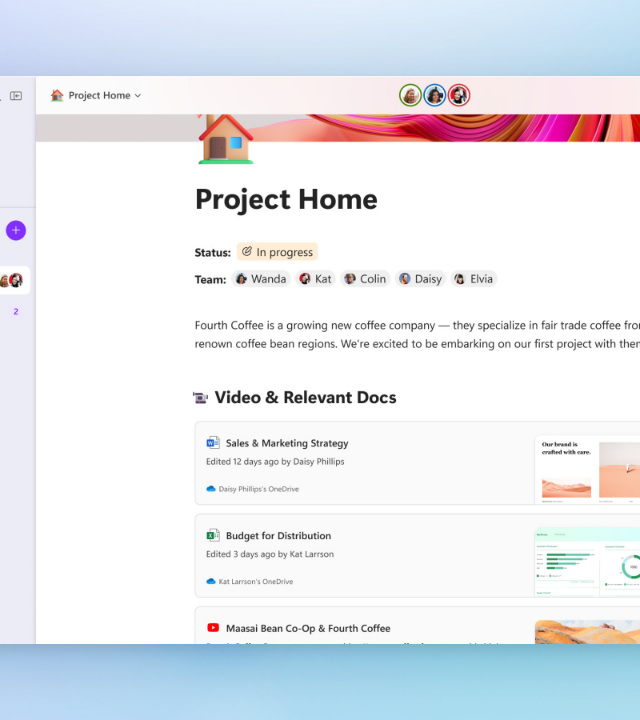 Project Home
Project Home
Status: In progress
Team: Wanda Kat Colin Daisy Elvia
2
Fourth Coffee is a growing new coffee company — they specialize in fair trade coffee fro
renown coffee bean regions. We're excited to be embarking on our first project with the
Video & Relevant Docs
Sales & Marketing Strategy
Edited 12 days ago by Daisy Phillips
Daisy Phillips's OneDrive
Our brand is
crafted with care.
Budget for Distribution
Edited 3 days ago by Kat Larrson
Kat Larrson's OneDrive
Maasai Bean Co-Op & Fourth Coffee